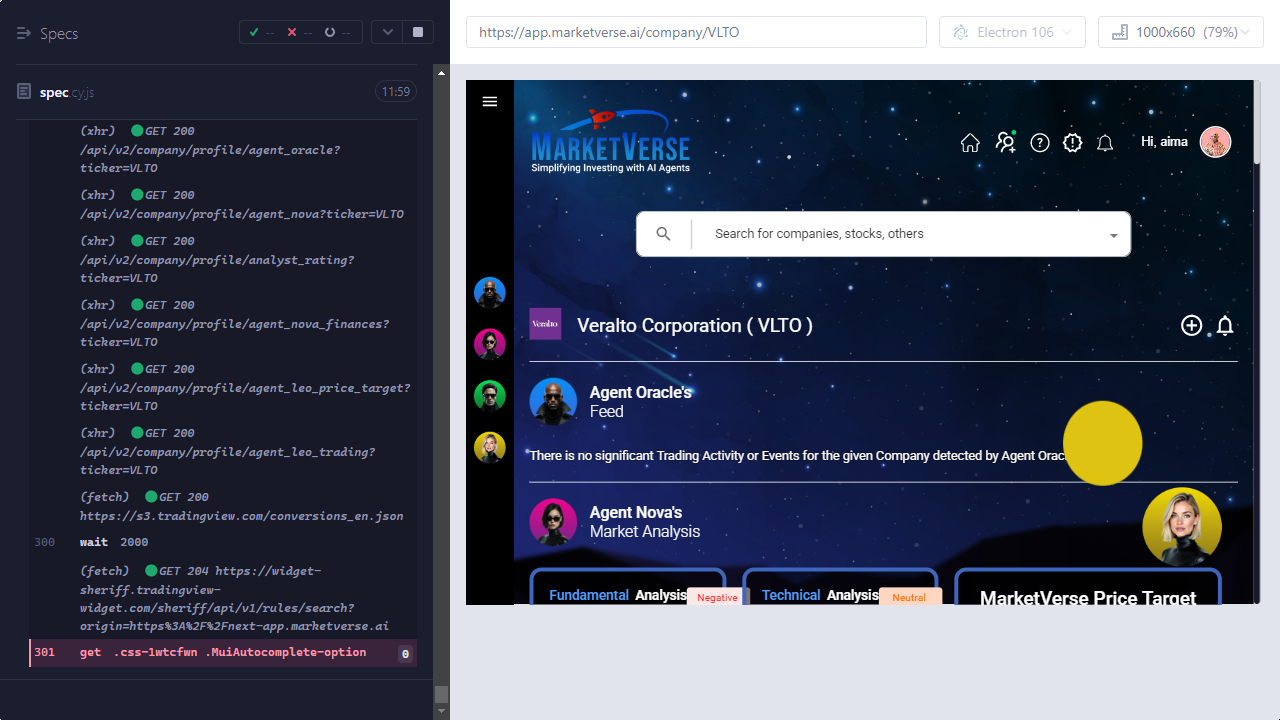 Specs
-- -- --
https://app.marketverse.ai/company/VLTO
Electron 106
1000x660 (79%)
spec.cy.js
11:59
(xhr) GET 200
/api/v2/company/profile/agent_oracle?
ticker=VLTO
(xhr) GET 200
/api/v2/company/profile/agent_nova?ticker=VLTO
(xhr) GET 200
/api/v2/company/profile/analyst_rating?
ticker=VLTO
(xhr) GET 200
/api/v2/company/profile/agent_nova_finances?
ticker=VLTO
(xhr) GET 200
/api/v2/company/profile/agent_leo_price_target?
ticker=VLTO
(xhr) GET 200
/api/v2/company/profile/agent_leo_trading?
ticker=VLTO
(fetch) GET 200
https://s3.tradingview.com/conversions_en.json
300 wait 2000
(fetch) GET 204 https://widget-
sheriff.tradingview-
widget.com/sheriff/api/v1/rules/search?
origin=https%3A%2F%2Fnext-app.marketverse.ai
301 get .css-1wtcfwn .MuiAutocomplete-option 0
MARKETVERSE
Simplifying Investing with AI Agents
Hi, aima
Search for companies, stocks, others
Veralto
Veralto Corporation ( VLTO )
Agent Oracle's
Feed
There is no significant Trading Activity or Events for the given Company detected by Agent
Agent Nova's
Market Analysis
Fundamental Analysis
Negative
Technical Analysis
Neutral
MarketVerse Price Target